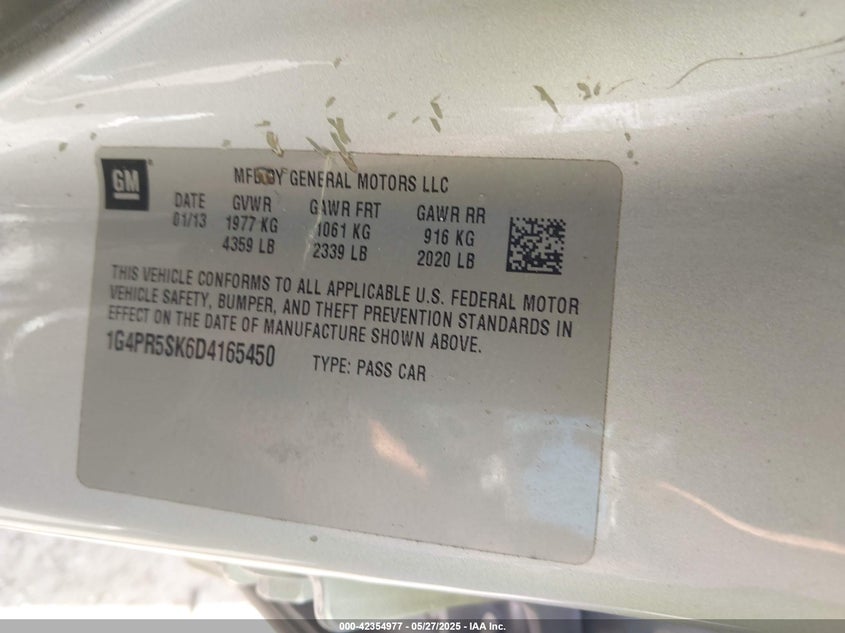 GM
MFD BY GENERAL MOTORS LLC
DATE GVWR GAWR FRT GAWR RR
01/13 1977 KG 1061 KG 916 KG
4359 LB 2339 LB 2020 LB
THIS VEHICLE CONFORMS TO ALL APPLICABLE U.S. FEDERAL MOTOR
VEHICLE SAFETY, BUMPER, AND THEFT PREVENTION STANDARDS IN
EFFECT ON THE DATE OF MANUFACTURE SHOWN ABOVE.
1G4PR5SK6D4165450 TYPE: PASS CAR
000-42354977 - 05/27/2025 - IAA Inc.